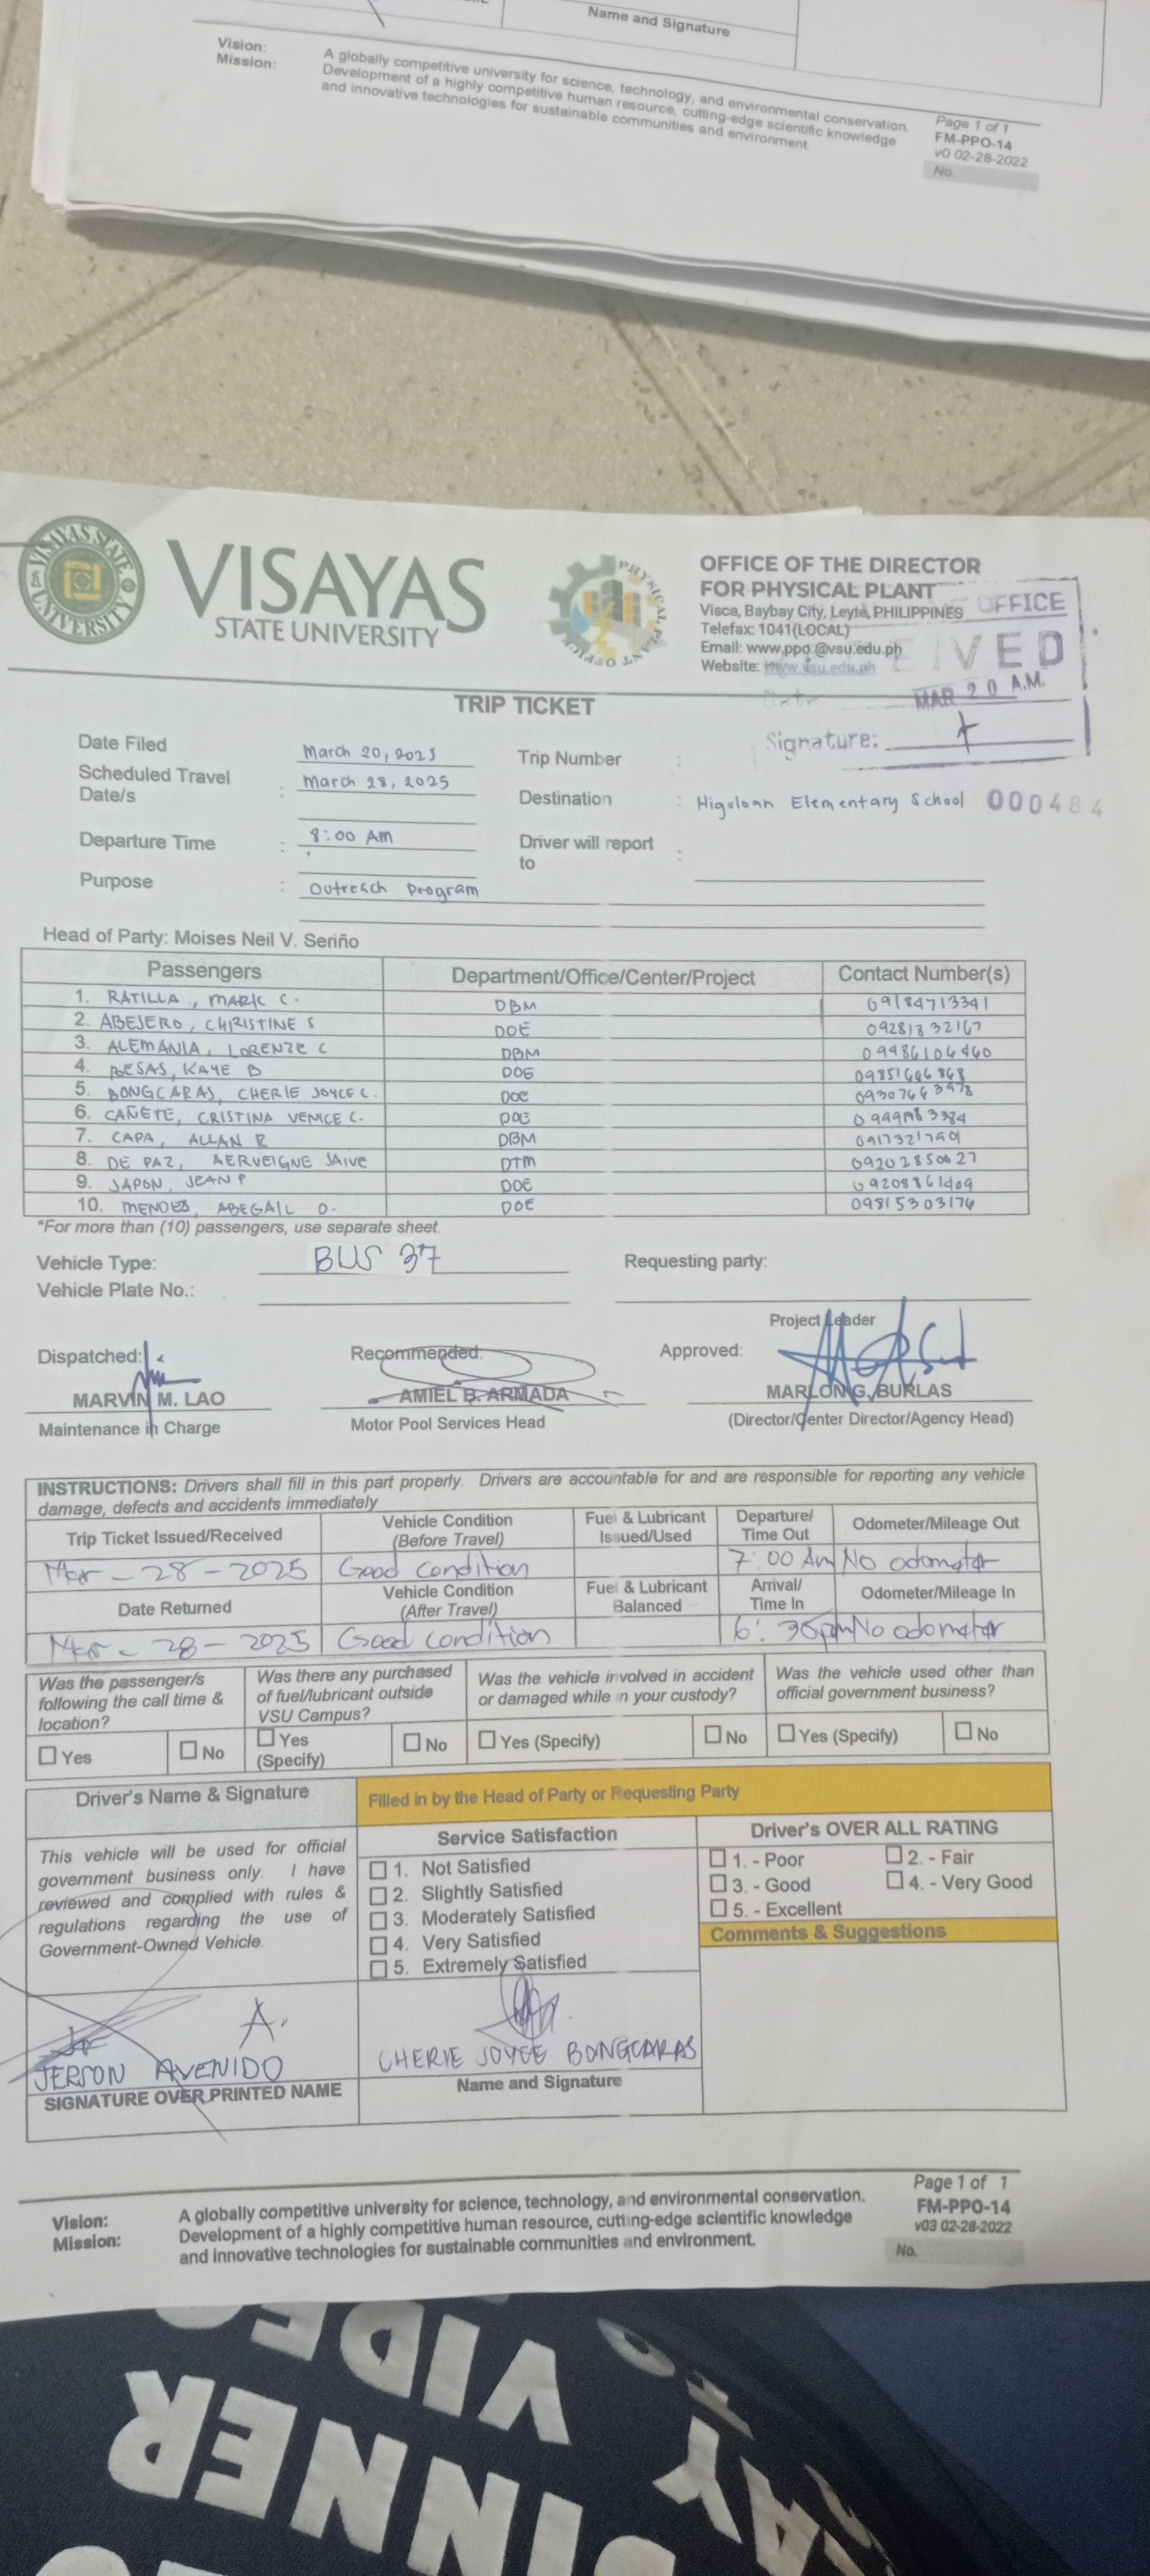 Name and Signature
Vision: A globally competitive university for science, technology, and environmental conservation.
Mission: Development of a highly competitive human resource, cutting-edge scientific knowledge
and innovative technologies for sustainable communities and environment.
Page 1 of 1
FM-PPO-14
v0 02-28-2022
No.
VISAYAS STATE UNIVERSITY
VISAYAS
STATE UNIVERSITY
PHYSICAL PLANT OFFICE
OFFICE OF THE DIRECTOR
FOR PHYSICAL PLANT
Visca, Baybay City, Leyte, PHILIPPINES
Telefax: 1041(LOCAL)
Email: www.ppo.@vsu.edu.ph
Website: www.vsu.edu.ph
OFFICE
EIVED
MAR 20 A.M.
Signature:
TRIP TICKET
Date Filed March 20, 2025 Trip Number :
Scheduled Travel Date/s : March 28, 2025 Destination : Higuloan Elementary School 000484
Departure Time : 8:00 AM Driver will report to :
Purpose : Outreach Program
Head of Party: Moises Neil V. Seriño
Passengers Department/Office/Center/Project Contact Number(s)
1. RATILLA, MARK C. DBM 09184713341
2. ABEJERO, CHRISTINE S DOE
3. ALEMANIA, LORENZE C DBM 09486104460
4. BESAS, KAYE B DOE
5. BONGCARAS, CHERIE JOYCE C. DOE
6. CAÑETE, CRISTINA VENICE C. DOE
7. CAPA, ALLAN R DBM
8. DE PAZ, AERVEIGNE JAIVE DTM
9. JAPON, JEAN P DOE
10. MENDES, ABEGAIL O. DOE 09815303176
*For more than (10) passengers, use separate sheet.
Vehicle Type: BUS 37 Requesting party:
Vehicle Plate No.:
Project Leader
Dispatched: Recommended: Approved:
MARVIN M. LAO AMIEL B. ARMADA MARLON G. BURLAS
Maintenance in Charge Motor Pool Services Head (Director/Center Director/Agency Head)
INSTRUCTIONS: Drivers shall fill in this part properly. Drivers are accountable for and are responsible for reporting any vehicle
damage, defects and accidents immediately
Trip Ticket Issued/Received Vehicle Condition (Before Travel) Fuel & Lubricant Issued/Used Departure/ Time Out Odometer/Mileage Out
Mar - 28 - 2025 Good condition 7:00 Am No odometer
Date Returned Vehicle Condition (After Travel) Fuel & Lubricant Balanced Arrival/ Time In Odometer/Mileage In
Mar - 28 - 2025 Good condition 6:36pm No odometer
Was the passenger/s following the call time & location? Was there any purchased of fuel/lubricant outside VSU Campus? Was the vehicle involved in accident or damaged while in your custody? Was the vehicle used other than official government business?
Yes No Yes (Specify) No Yes (Specify) No Yes (Specify) No
Driver's Name & Signature Filled in by the Head of Party or Requesting Party
Service Satisfaction Driver's OVER ALL RATING
This vehicle will be used for official
government business only. I have
reviewed and complied with rules &
regulations regarding the use of
Government-Owned Vehicle.
1. Not Satisfied
2. Slightly Satisfied
3. Moderately Satisfied
4. Very Satisfied
5. Extremely Satisfied
1. - Poor 2. - Fair
3. - Good 4. - Very Good
5. - Excellent
Comments & Suggestions
JERSON A. AVENIDO
SIGNATURE OVER PRINTED NAME
CHERIE JOYCE BONGCARAS
Name and Signature
Vision: A globally competitive university for science, technology, and environmental conservation.
Mission: Development of a highly competitive human resource, cutting-edge scientific knowledge
and innovative technologies for sustainable communities and environment.
Page 1 of 1
FM-PPO-14
v03 02-28-2022
No.